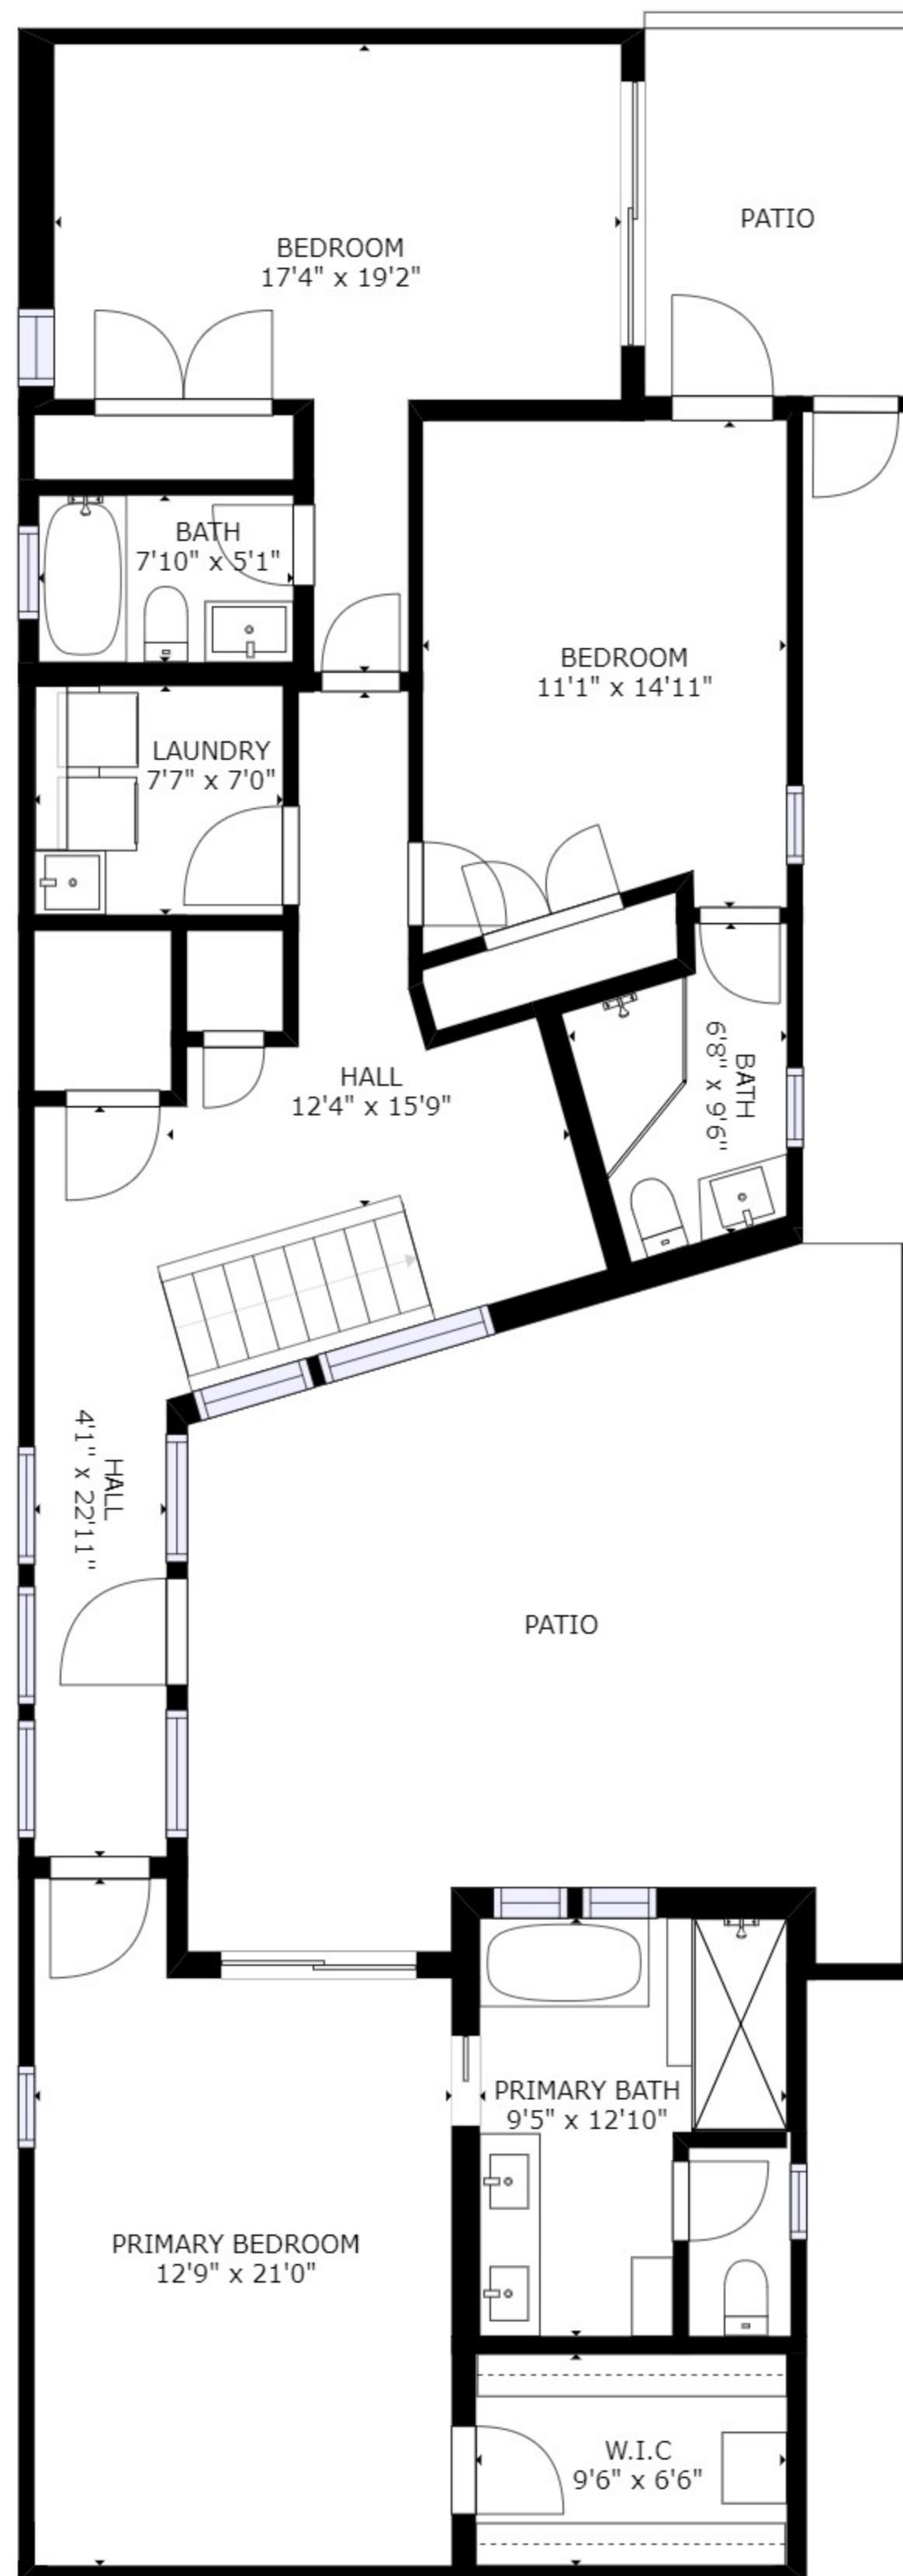 PATIO
BEDROOM
17'4" x 19'2"
BATH
7'10" x 5'1"
BEDROOM
11'1" x 14'11"
LAUNDRY
7'7" x 7'0"
HALL
12'4" x 15'9"
BATH
6'8" x 9'6"
HALL
4'1" x 22'11"
PATIO
PRIMARY BATH
9'5" x 12'10"
PRIMARY BEDROOM
12'9" x 21'0"
W.I.C
9'6" x 6'6"